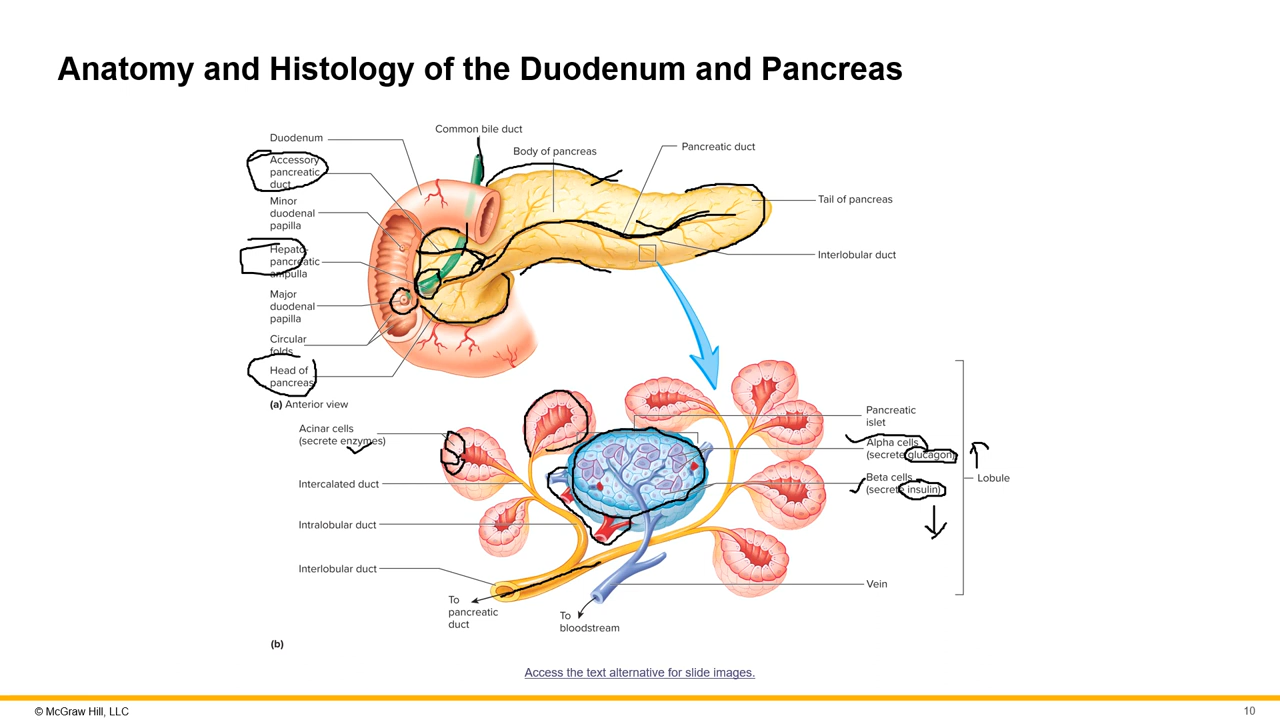 Anatomy and Histology of the Duodenum and Pancreas
Common bile duct
Duodenum
Body of pancreas
Pancreatic duct
Accessory
pancreatic
duct
Tail of pancreas
Minor
duodenal
papilla
Hepato-
pancreatic
ampulla
Interlobular duct
Major
duodenal
papilla
Circular
folds
Head of
pancreas
(a) Anterior view
Acinar cells
(secrete enzymes)
Pancreatic
islet
Alpha cells
(secrete glucagon)
Beta cells
(secrete insulin)
Lobule
Intercalated duct
Intralobular duct
Interlobular duct
Vein
To
pancreatic
duct
To
bloodstream
(b)
Access the text alternative for slide images.
© McGraw Hill, LLC
10